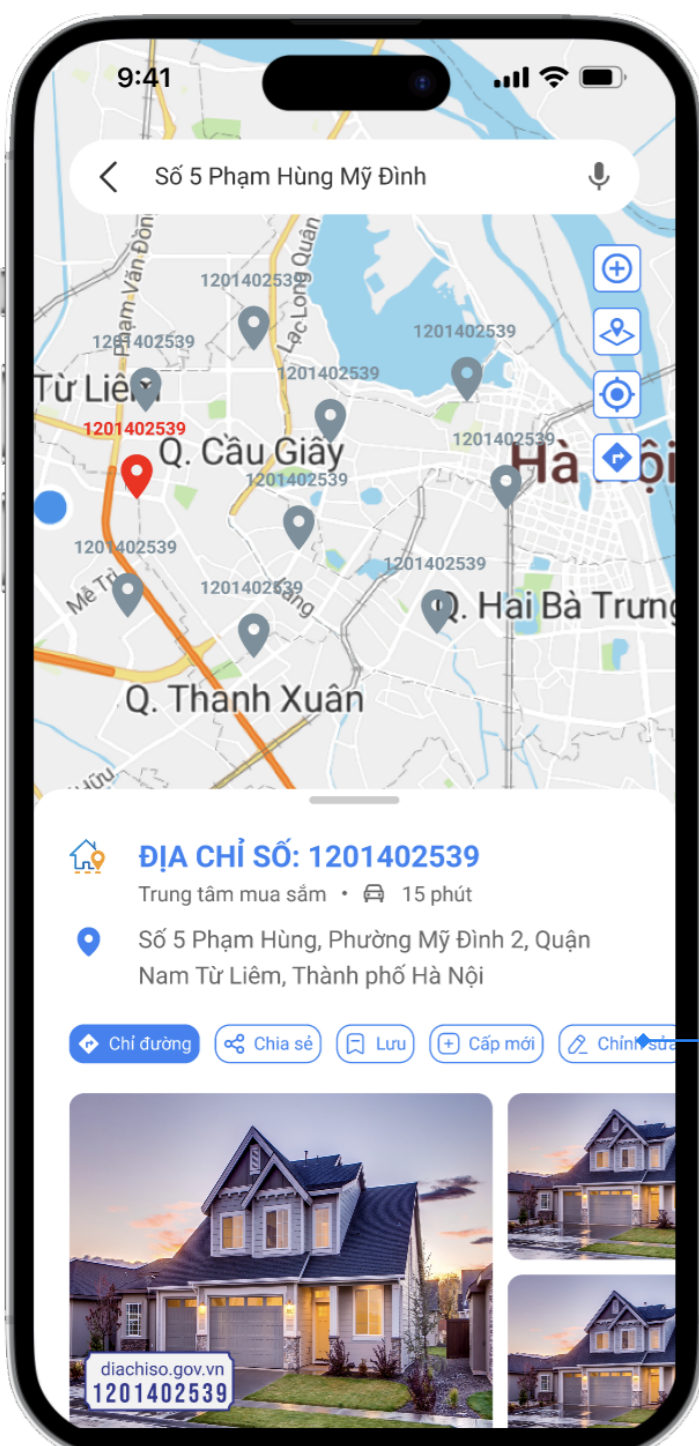 9:41
Số 5 Phạm Hùng Mỹ Đình
Phạm Văn Đồn
Lạc Long Quân
1201402539
1201402539
1201402539
1201402539
Từ Liêm
1201402539
Q. Cầu Giấy
1201402539
Hà Nội
1201402539
1201402539
1201402539
Mễ Trì
1201402539
Láng
Q. Hai Bà Trưng
Q. Thanh Xuân
Hữu
ĐỊA CHỈ SỐ: 1201402539
Trung tâm mua sắm • 15 phút
Số 5 Phạm Hùng, Phường Mỹ Đình 2, Quận
Nam Từ Liêm, Thành phố Hà Nội
Chỉ đường Chia sẻ Lưu Cấp mới Chỉnh sửa
diachiso.gov.vn
1201402539